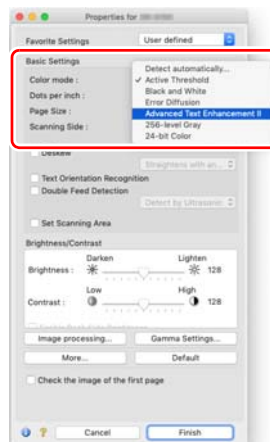 Properties for
Favorite Settings
User defined
Basic Settings
Detect automatically...
Color mode :
✓ Active Threshold
Black and White
Dots per inch :
Error Diffusion
Page Size :
Advanced Text Enhancement II
256-level Gray
Scanning Side :
24-bit Color
Deskew
Straightens with an...
Text Orientation Recognition
Double Feed Detection
Detect by Ultrasonic
Set Scanning Area
Brightness/Contrast
Darken Lighten
Brightness : 128
Low High
Contrast : 128
Image processing... Gamma Settings...
More... Default
Check the image of the first page
? Cancel Finish